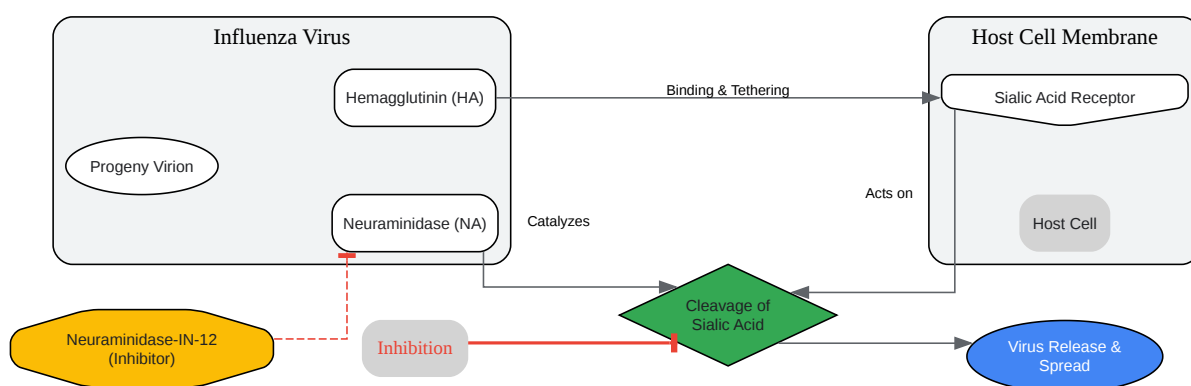 Influenza Virus
Host Cell Membrane
Hemagglutinin (HA)
Binding & Tethering
Sialic Acid Receptor
Progeny Virion
Acts on
Neuraminidase (NA)
Catalyzes
Host Cell
Cleavage of
Sialic Acid
Neuraminidase-IN-12
(Inhibitor)
Inhibition
Virus Release &
Spread